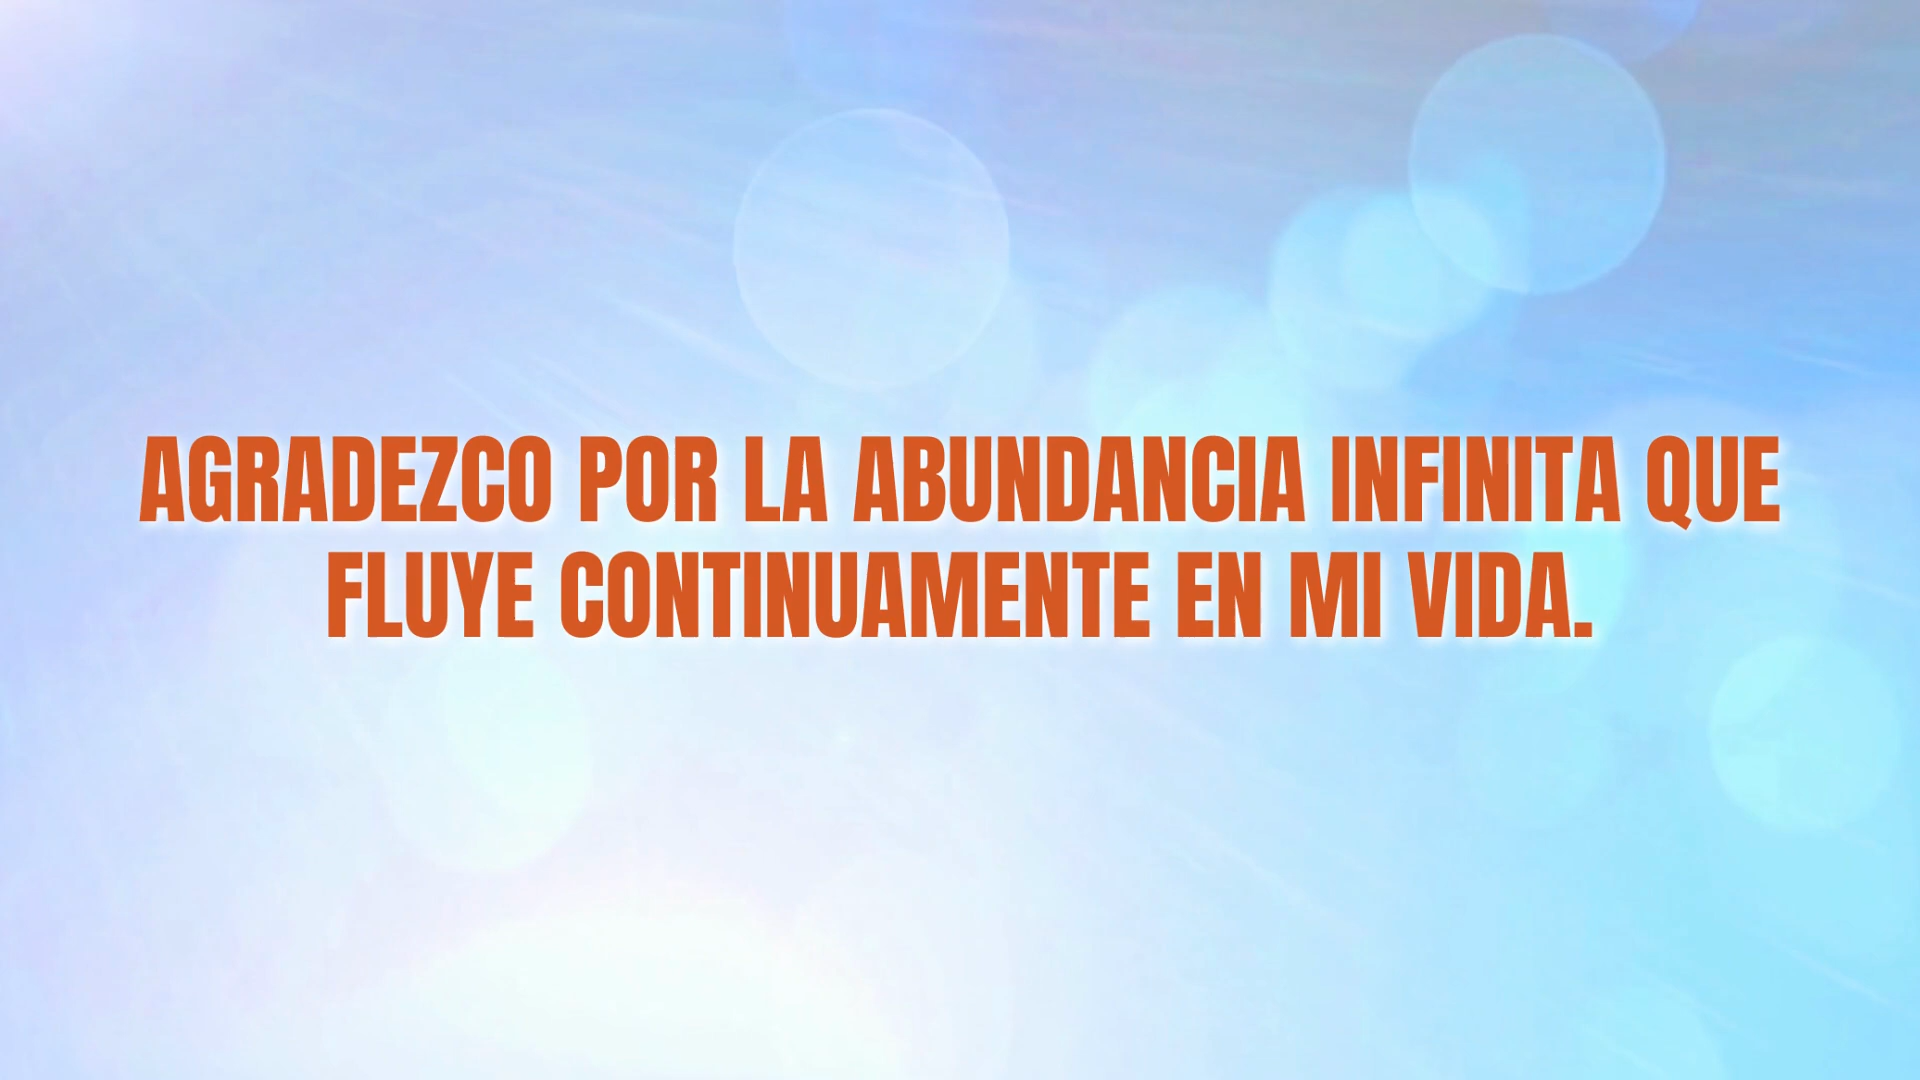 AGRADEZCO POR LA ABUNDANCIA INFINITA QUE
FLUYE CONTINUAMENTE EN MI VIDA.